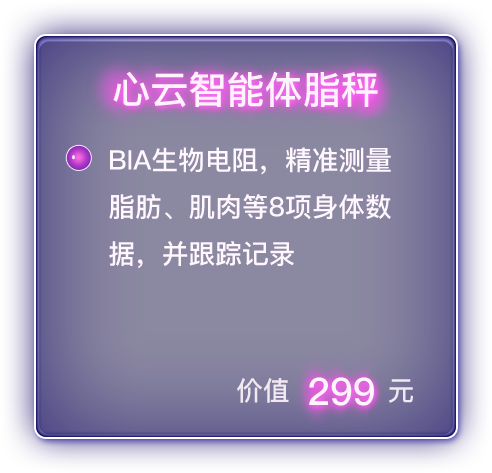 心云智能体脂秤
BIA生物电阻，精准测量
脂肪、肌肉等8项身体数
据，并跟踪记录
价值 299 元